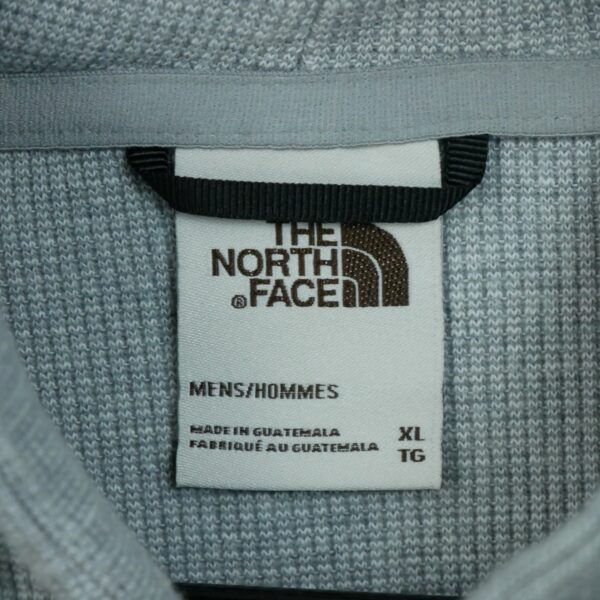 THE
NORTH
®FACE
MENS/HOMMES
MADE IN GUATEMALA XL
FABRIQUÉ AU GUATEMALA TG